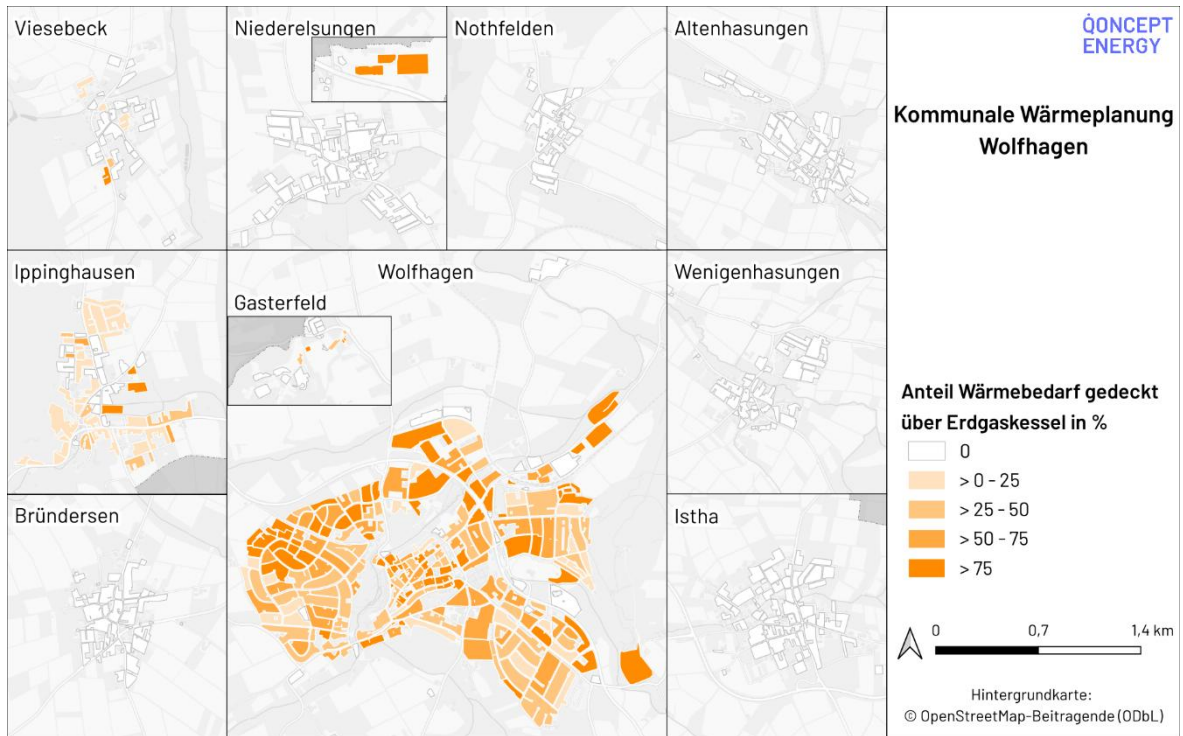 Viesebeck
Niederelsungen
Nothfelden
Altenhasungen
QONCEPT
ENERGY
Kommunale Wärmeplanung
Wolfhagen
Ippinghausen
Wolfhagen
Gasterfeld
Wenigenhasungen
Bründersen
Istha
Anteil Wärmebedarf gedeckt
über Erdgaskessel in %
0
> 0 - 25
> 25 - 50
> 50 - 75
> 75
0 0,7 1,4 km
Hintergrundkarte:
© OpenStreetMap-Beitragende (ODbL)